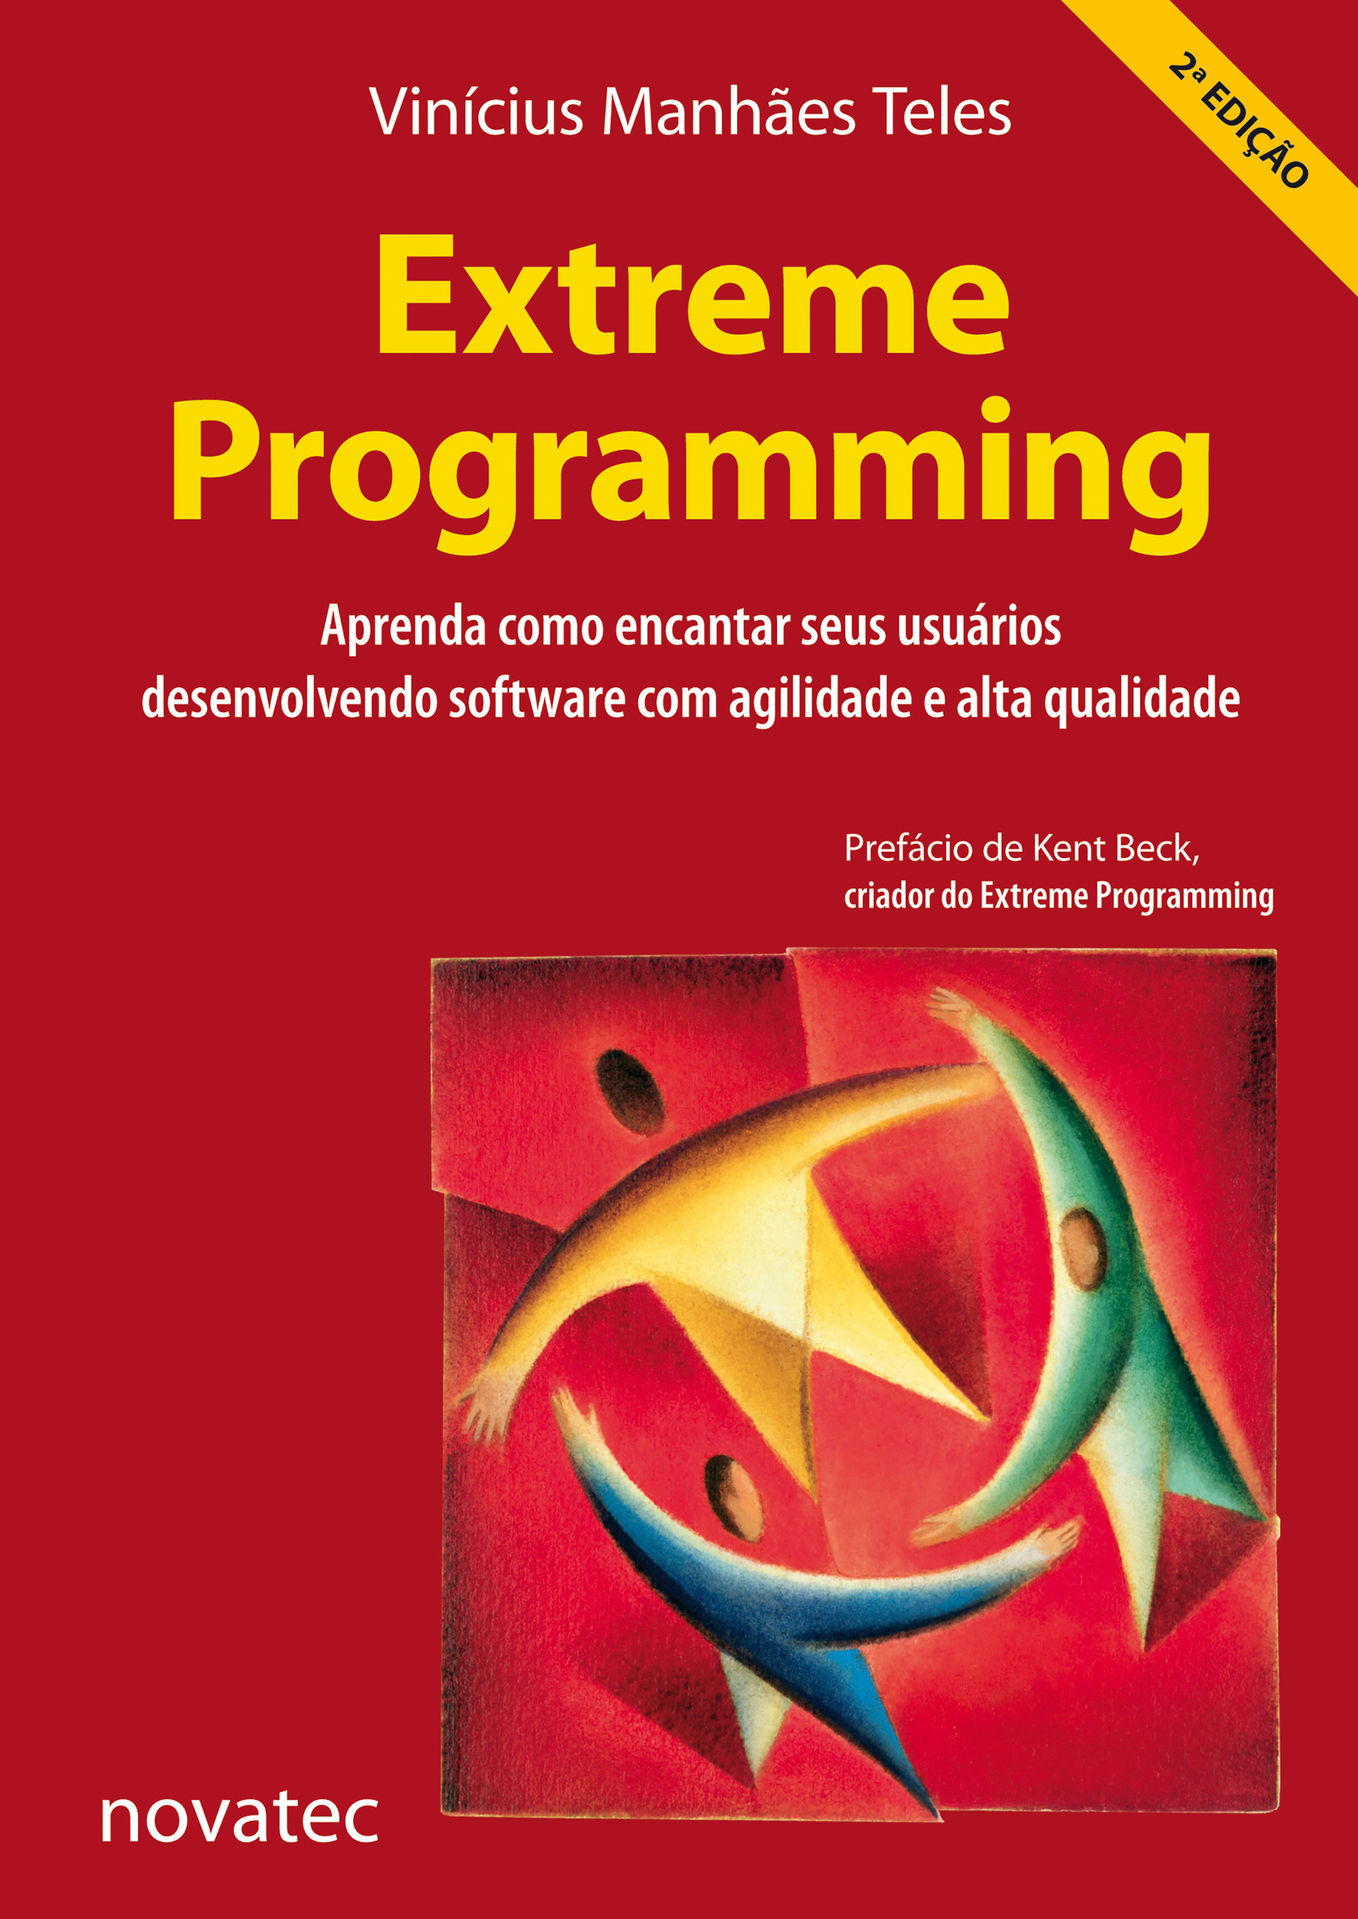 2ª EDIÇÃO
Vinícius Manhães Teles
Extreme
Programming
Aprenda como encantar seus usuários
desenvolvendo software com agilidade e alta qualidade
Prefácio de Kent Beck,
criador do Extreme Programming
novatec